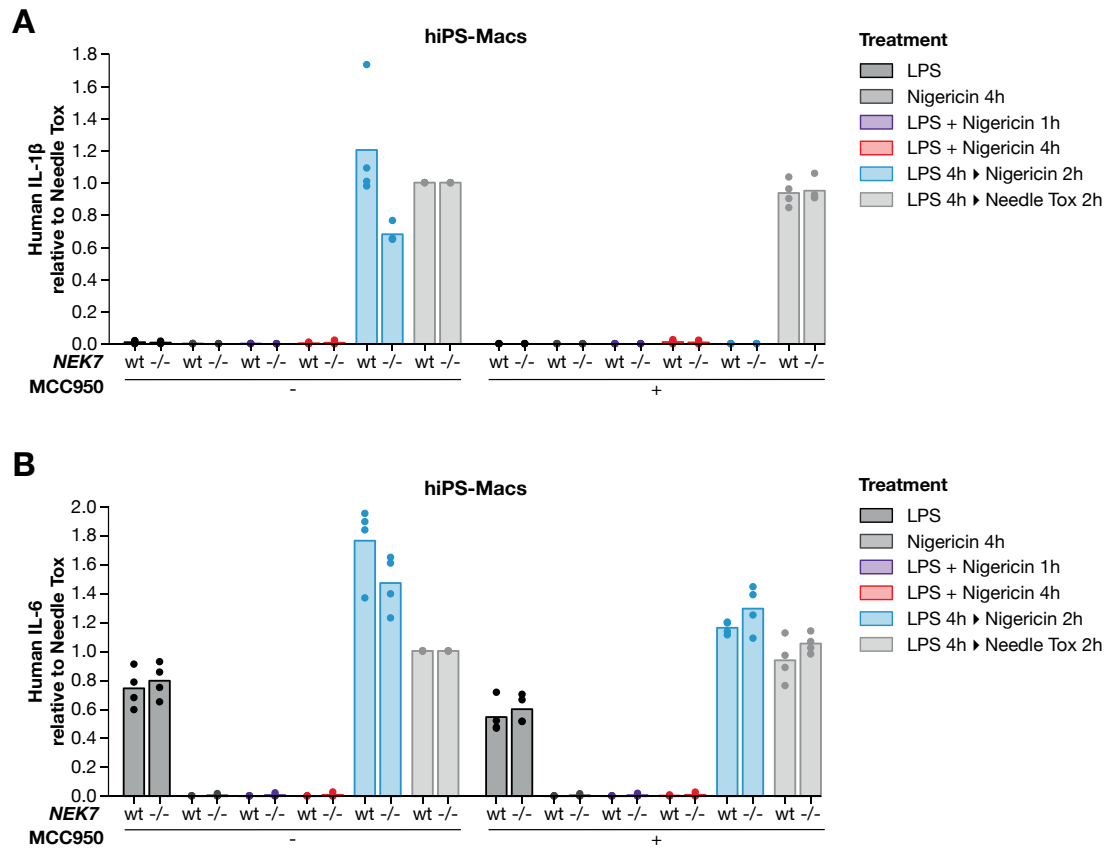 A
hiPS-Macs
Human IL-1β
relative to Needle Tox
1.8
1.6
1.4
1.2
1.0
0.8
0.6
0.4
0.2
0.0
NEK7 wt -/- wt -/- wt -/- wt -/- wt -/- wt -/- wt -/- wt -/- wt -/- wt -/- wt -/- wt -/-
MCC950 - +
Treatment
LPS
Nigericin 4h
LPS + Nigericin 1h
LPS + Nigericin 4h
LPS 4h ▸ Nigericin 2h
LPS 4h ▸ Needle Tox 2h
B
hiPS-Macs
Human IL-6
relative to Needle Tox
2.0
1.8
1.6
1.4
1.2
1.0
0.8
0.6
0.4
0.2
0.0
NEK7 wt -/- wt -/- wt -/- wt -/- wt -/- wt -/- wt -/- wt -/- wt -/- wt -/- wt -/- wt -/-
MCC950 - +
Treatment
LPS
Nigericin 4h
LPS + Nigericin 1h
LPS + Nigericin 4h
LPS 4h ▸ Nigericin 2h
LPS 4h ▸ Needle Tox 2h